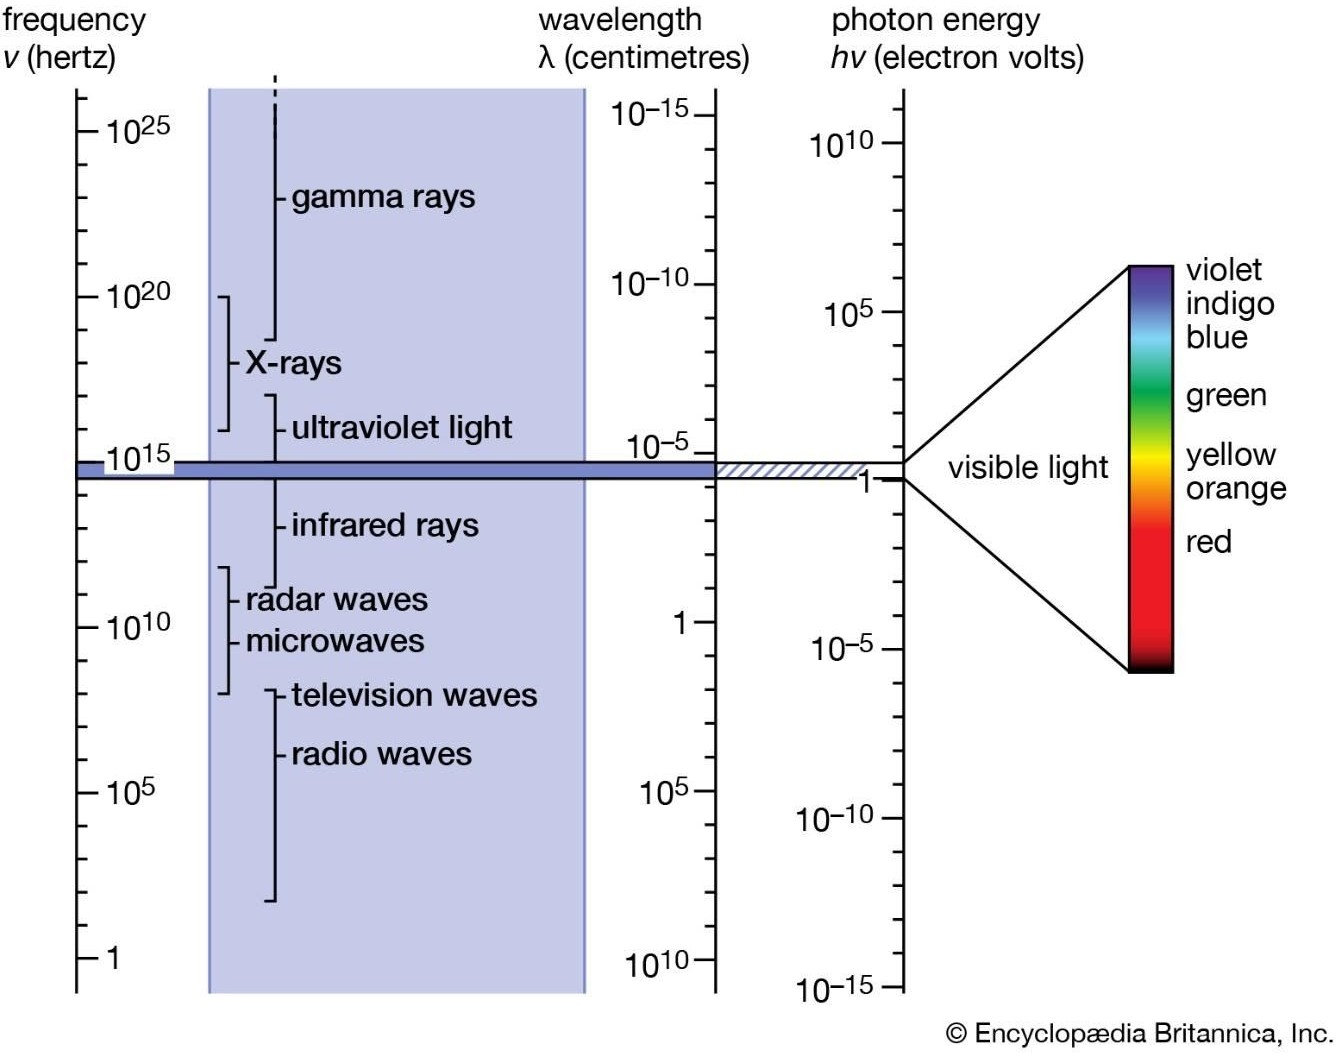 frequency
ν (hertz)
wavelength
λ (centimetres)
photon energy
hν (electron volts)
10²⁵
10²⁰
10¹⁵
10¹⁰
10⁵
1
gamma rays
X-rays
ultraviolet light
infrared rays
radar waves
microwaves
television waves
radio waves
10⁻¹⁵
10⁻¹⁰
10⁻⁵
1
10⁵
10¹⁰
10¹⁰
10⁵
1
10⁻⁵
10⁻¹⁰
10⁻¹⁵
visible light
violet
indigo
blue
green
yellow
orange
red
© Encyclopædia Britannica, Inc.